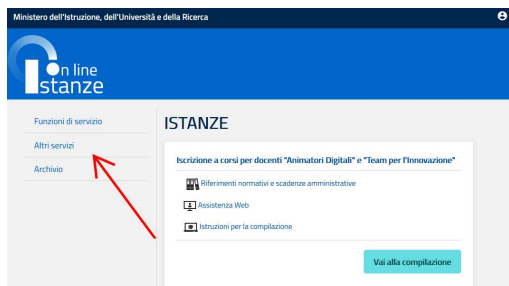 Ministero dell'Istruzione, dell'Università e della Ricerca
on line
istanze
Funzioni di servizio
Altri servizi
Archivio
ISTANZE
Iscrizione a corsi per docenti "Animatori Digitali" e "Team per l'Innovazione"
Riferimenti normativi e scadenze amministrative
Assistenza Web
Istruzioni per la compilazione
Vai alla compilazione